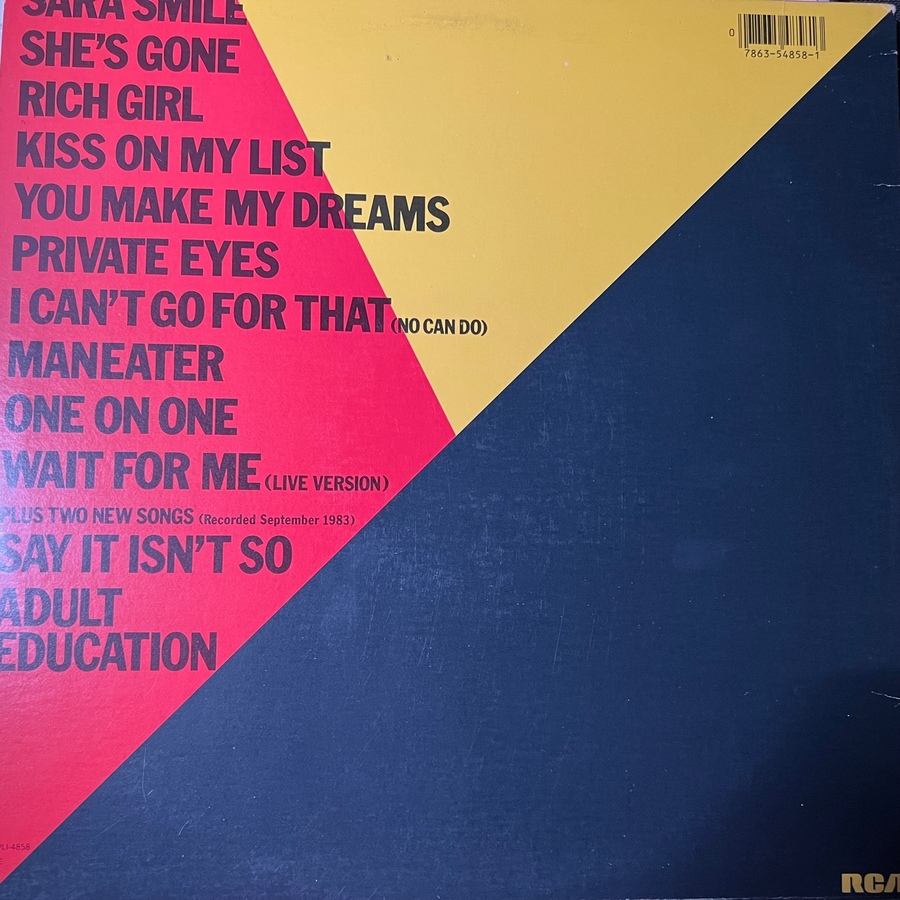 SARA SMILE
SHE'S GONE
RICH GIRL
KISS ON MY LIST
YOU MAKE MY DREAMS
PRIVATE EYES
I CAN'T GO FOR THAT (NO CAN DO)
MANEATER
ONE ON ONE
WAIT FOR ME (LIVE VERSION)
PLUS TWO NEW SONGS (Recorded September 1983)
SAY IT ISN'T SO
ADULT
EDUCATION
0 7863-54858-1
RCA